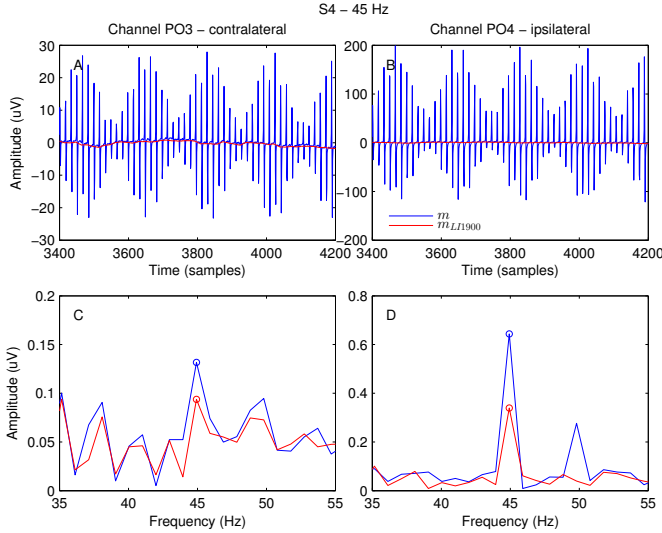 S4 − 45 Hz
Channel PO3 − contralateral
Channel PO4 − ipsilateral
30
20
10
0
−10
−20
−30
Amplitude (uV)
A
3400
3600
3800
4000
4200
Time (samples)
200
100
0
−100
−200
B
m
m_{LI1900}
3400
3600
3800
4000
4200
Time (samples)
0.2
0.15
0.1
0.05
0
Amplitude (uV)
C
35
40
45
50
55
Frequency (Hz)
0.8
0.6
0.4
0.2
0
D
35
40
45
50
55
Frequency (Hz)